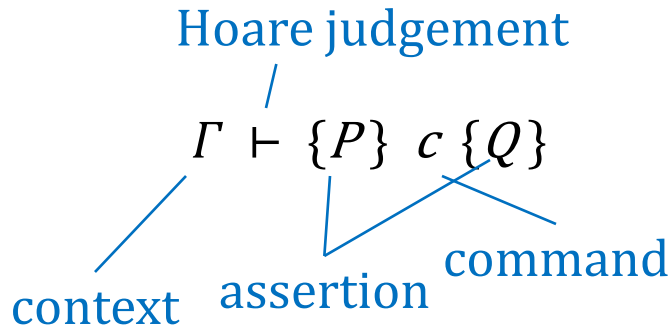 Hoare judgement
Γ ⊢ {P} c {Q}
command
assertion
context